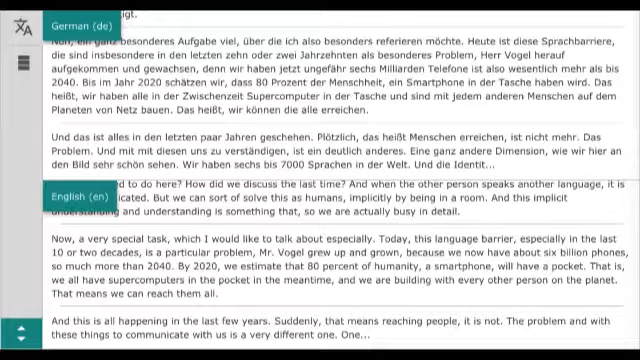 igt.
German (de)
Nun, ein ganz besonderes Aufgabe viel, über die ich also besonders referieren möchte. Heute ist diese Sprachbarriere,
die sind insbesondere in den letzten zehn oder zwei Jahrzehnten als besonderes Problem, Herr Vogel herauf
aufgekommen und gewachsen, denn wir haben jetzt ungefähr sechs Milliarden Telefone ist also wesentlich mehr als bis
2040. Bis im Jahr 2020 schätzen wir, dass 80 Prozent der Menschheit, ein Smartphone in der Tasche haben wird. Das
heißt, wir haben alle in der Zwischenzeit Supercomputer in der Tasche und sind mit jedem anderen Menschen auf dem
Planeten von Netz bauen. Das heißt, wir können die alle erreichen.
Und das ist alles in den letzten paar Jahren geschehen. Plötzlich, das heißt Menschen erreichen, ist nicht mehr. Das
Problem. Und mit mit diesen uns zu verständigen, ist ein deutlich anderes. Eine ganz andere Dimension, wie wir hier an
den Bild sehr schön sehen. Wir haben sechs bis 7000 Sprachen in der Welt. Und die Identit...
ed to do here? How did we discuss the last time? And when the other person speaks another language, it is
English (en)
icated. But we can sort of solve this as humans, implicitly by being in a room. And this implicit
understanding and understanding is something that, so we are actually busy in detail.
Now, a very special task, which I would like to talk about especially. Today, this language barrier, especially in the last
10 or two decades, is a particular problem, Mr. Vogel grew up and grown, because we now have about six billion phones,
so much more than 2040. By 2020, we estimate that 80 percent of humanity, a smartphone, will have a pocket. That is,
we all have supercomputers in the pocket in the meantime, and we are building with every other person on the planet.
That means we can reach them all.
And this is all happening in the last few years. Suddenly, that means reaching people, it is not. The problem and with
these things to communicate with us is a very different one. One...